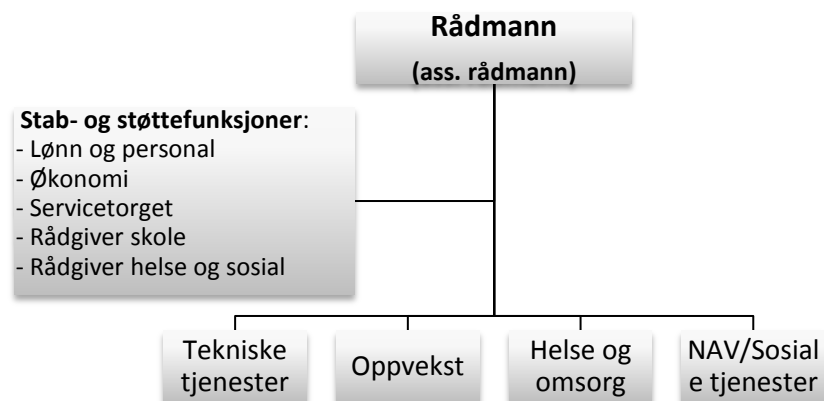 Rådmann
(ass. rådmann)
Stab- og støttefunksjoner:
- Lønn og personal
- Økonomi
- Servicetorget
- Rådgiver skole
- Rådgiver helse og sosial
Tekniske
tjenester
Oppvekst
Helse og
omsorg
NAV/Sosial
e tjenester